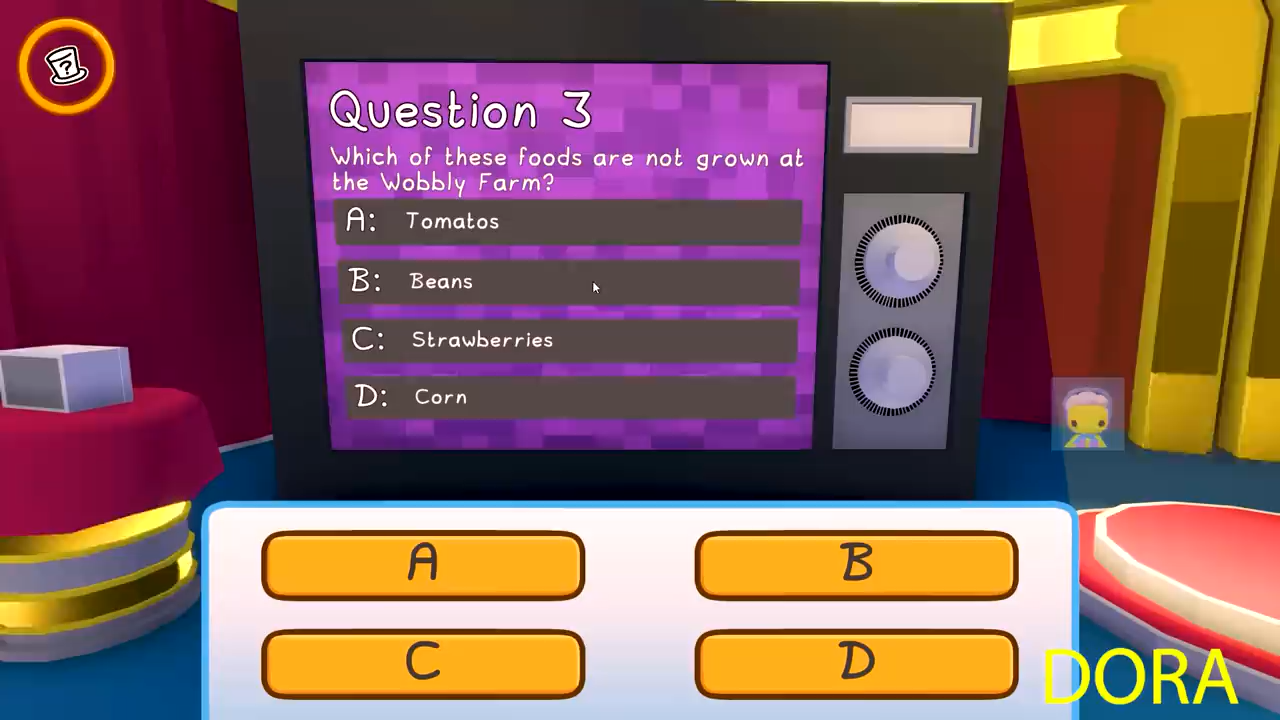 ?
Question 3
Which of these foods are not grown at
the Wobbly Farm?
A: Tomatos
B: Beans
C: Strawberries
D: Corn
A
B
C
D
DORA